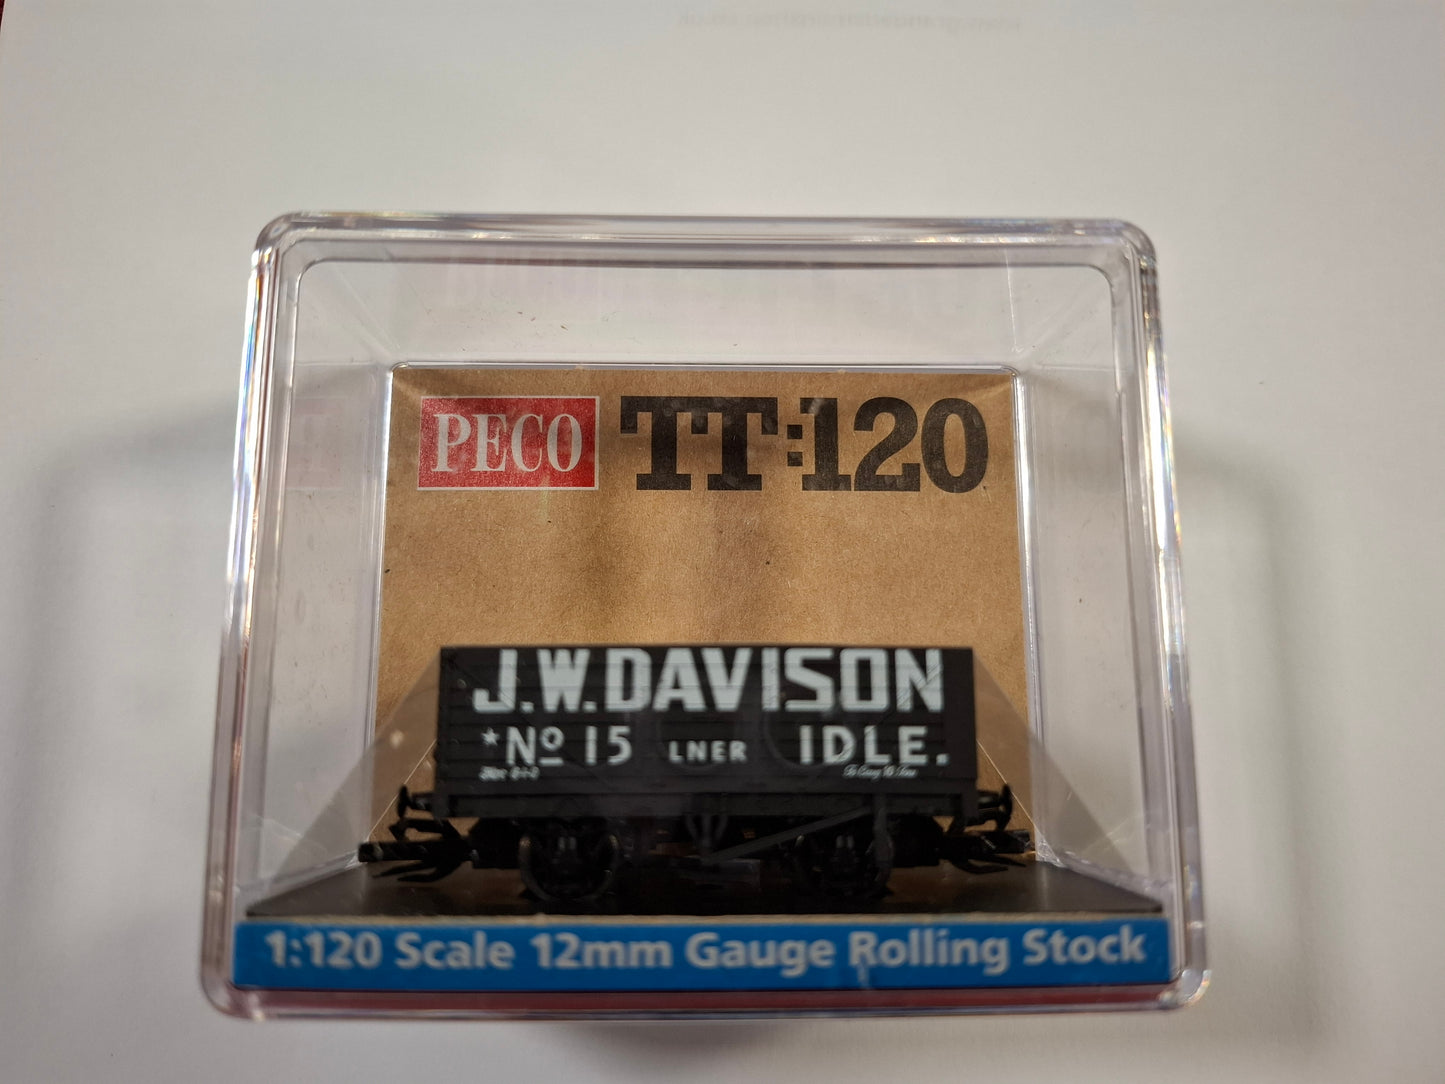 PECO TT:120
J.W.DAVISON
*Nº 15 LNER IDLE.
1:120 Scale 12mm Gauge Rolling Stock